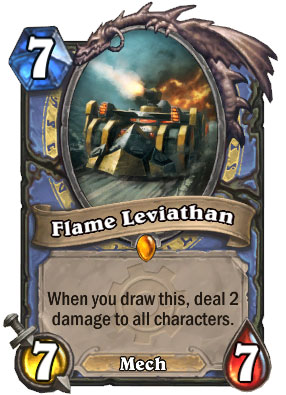 7
Flame Leviathan
When you draw this, deal 2
damage to all characters.
7
Mech
7